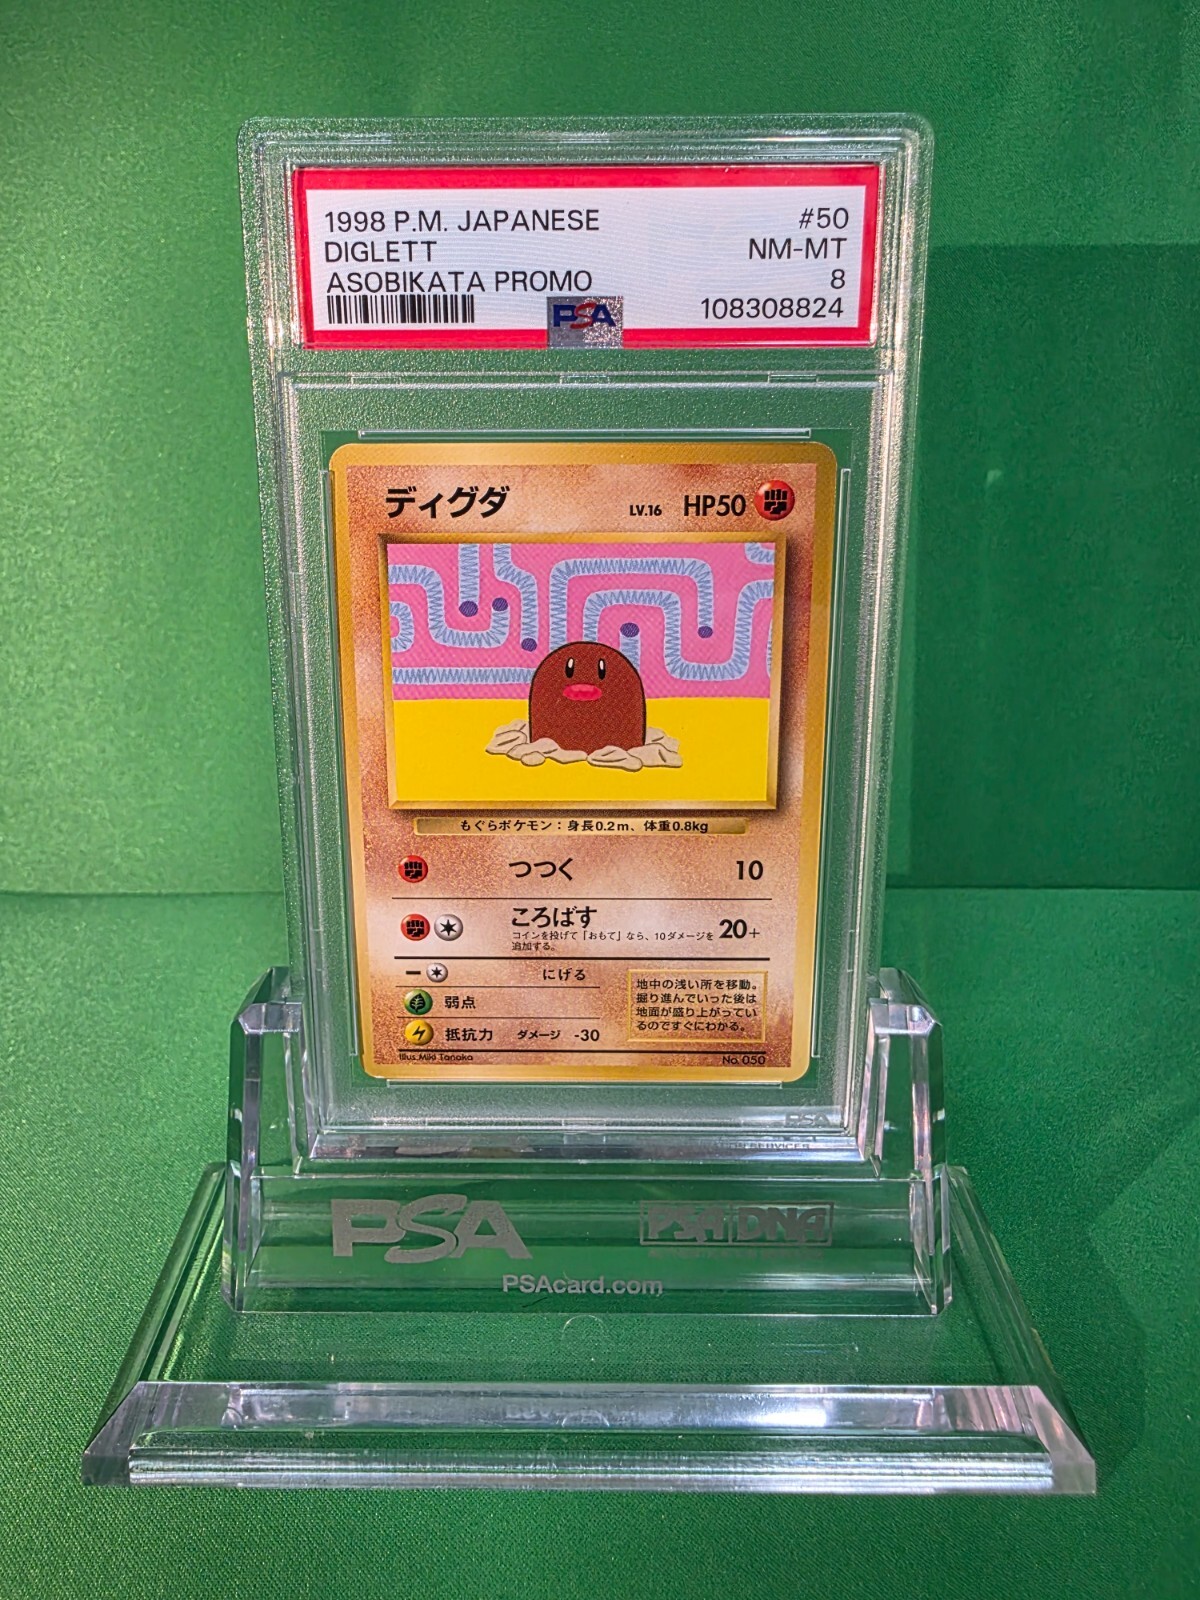 1998 P.M. JAPANESE #50
DIGLETT NM-MT
ASOBIKATA PROMO 8
PSA 108308824
ディグダ LV.16 HP50
もぐらポケモン：身長0.2m、体重0.8kg
つつく 10
ころばす 20+
コインを投げて「おもて」なら、10ダメージを
追加する。
にげる
弱点
抵抗力 ダメージ -30
地中の浅い所を移動。
掘り進んでいった後は
地面が盛り上がってい
るのですぐにわかる。
Illus. Miki Tanaka No. 050
PSA PSA DNA
PSAcard.com